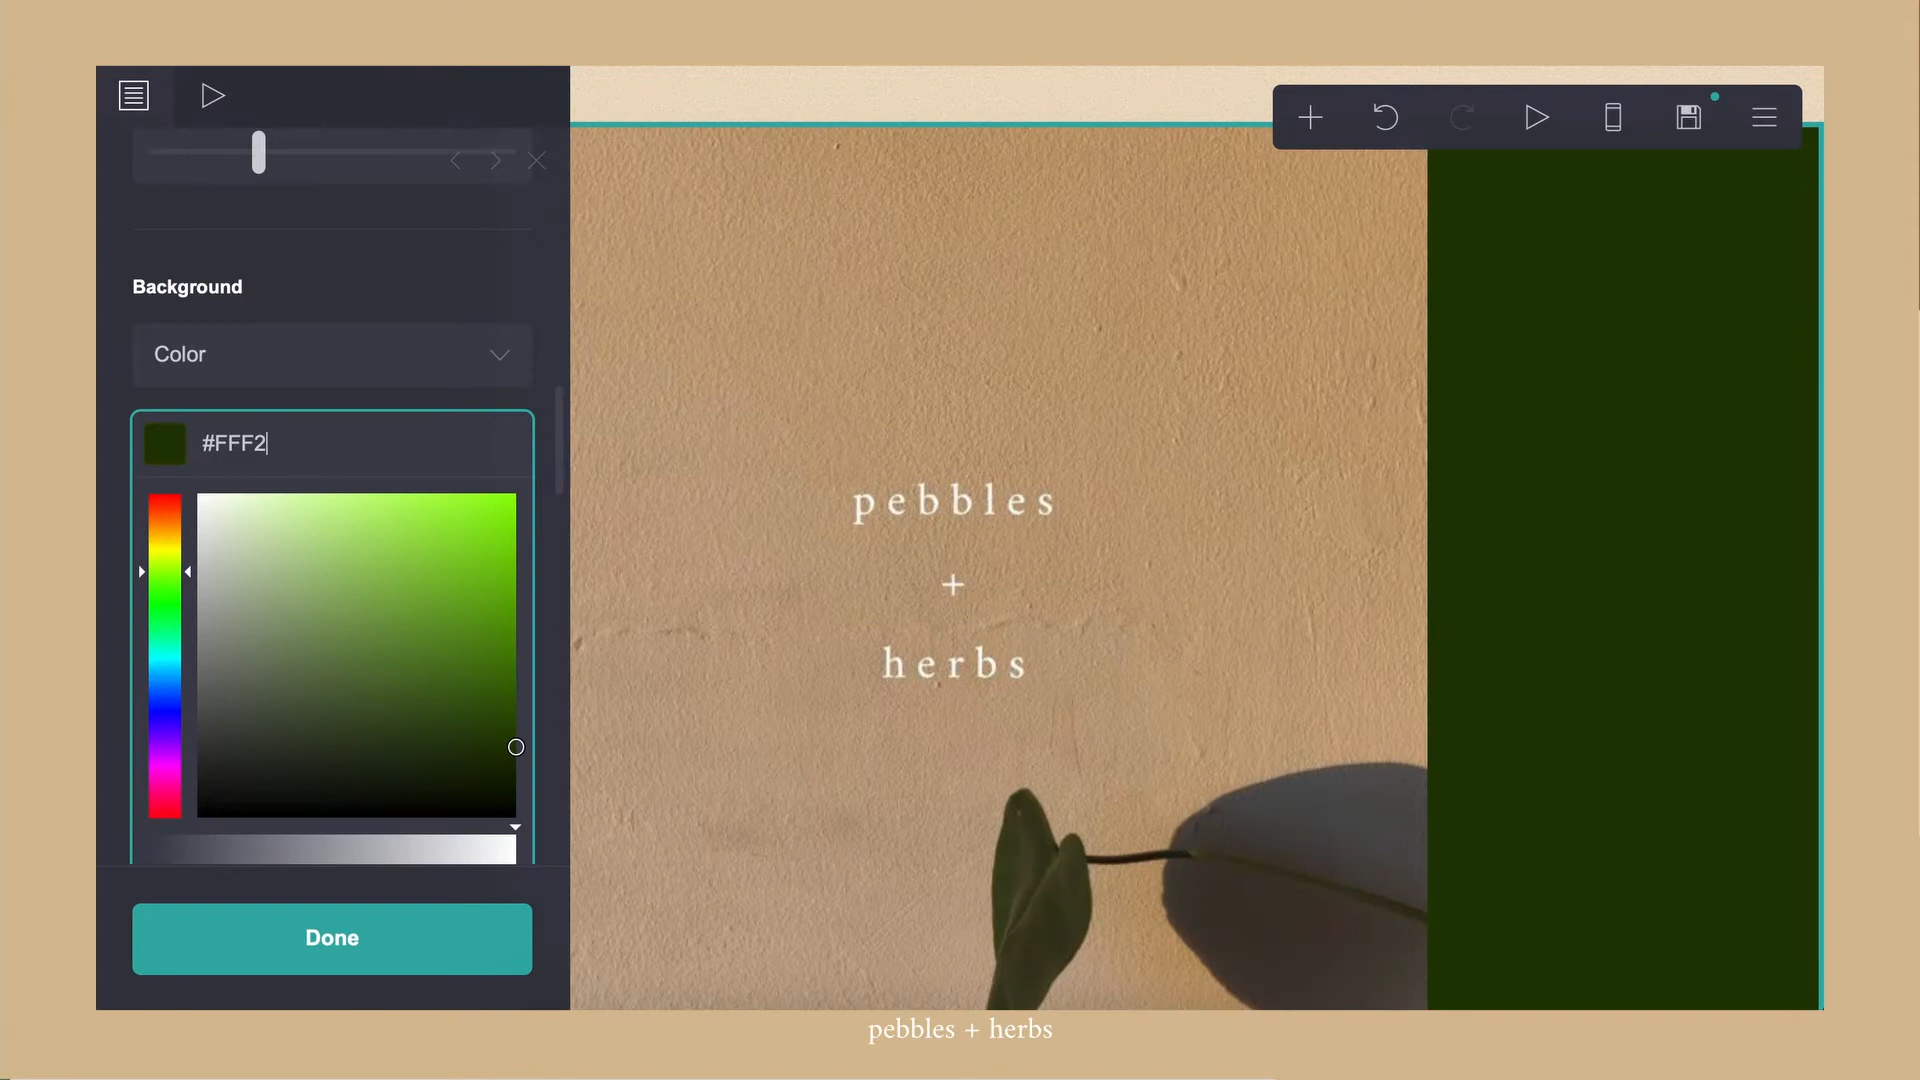 Background
Color
#FFF2
Done
pebbles
+
herbs
pebbles + herbs